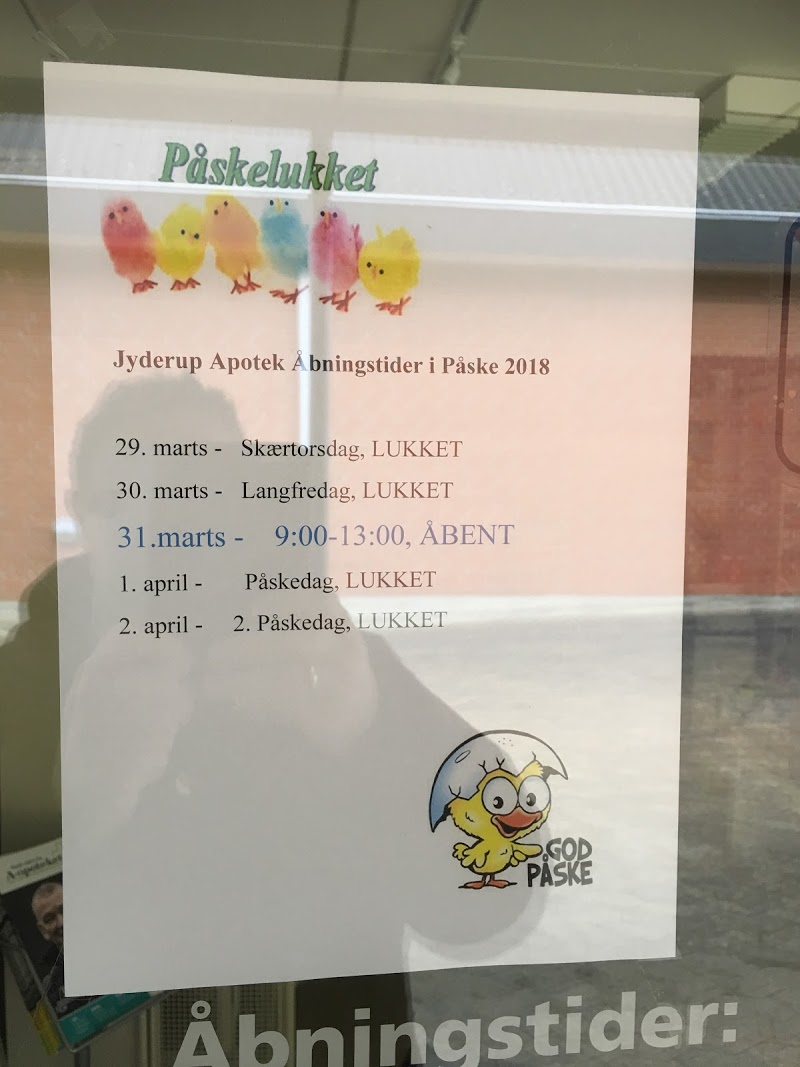 Påskelukket
Jyderup Apotek Åbningstider i Påske 2018
29. marts - Skærtorsdag, LUKKET
30. marts - Langfredag, LUKKET
31.marts - 9:00-13:00, ÅBENT
1. april - Påskedag, LUKKET
2. april - 2. Påskedag, LUKKET
GOD
PÅSKE
Apoteket
Åbningstider: